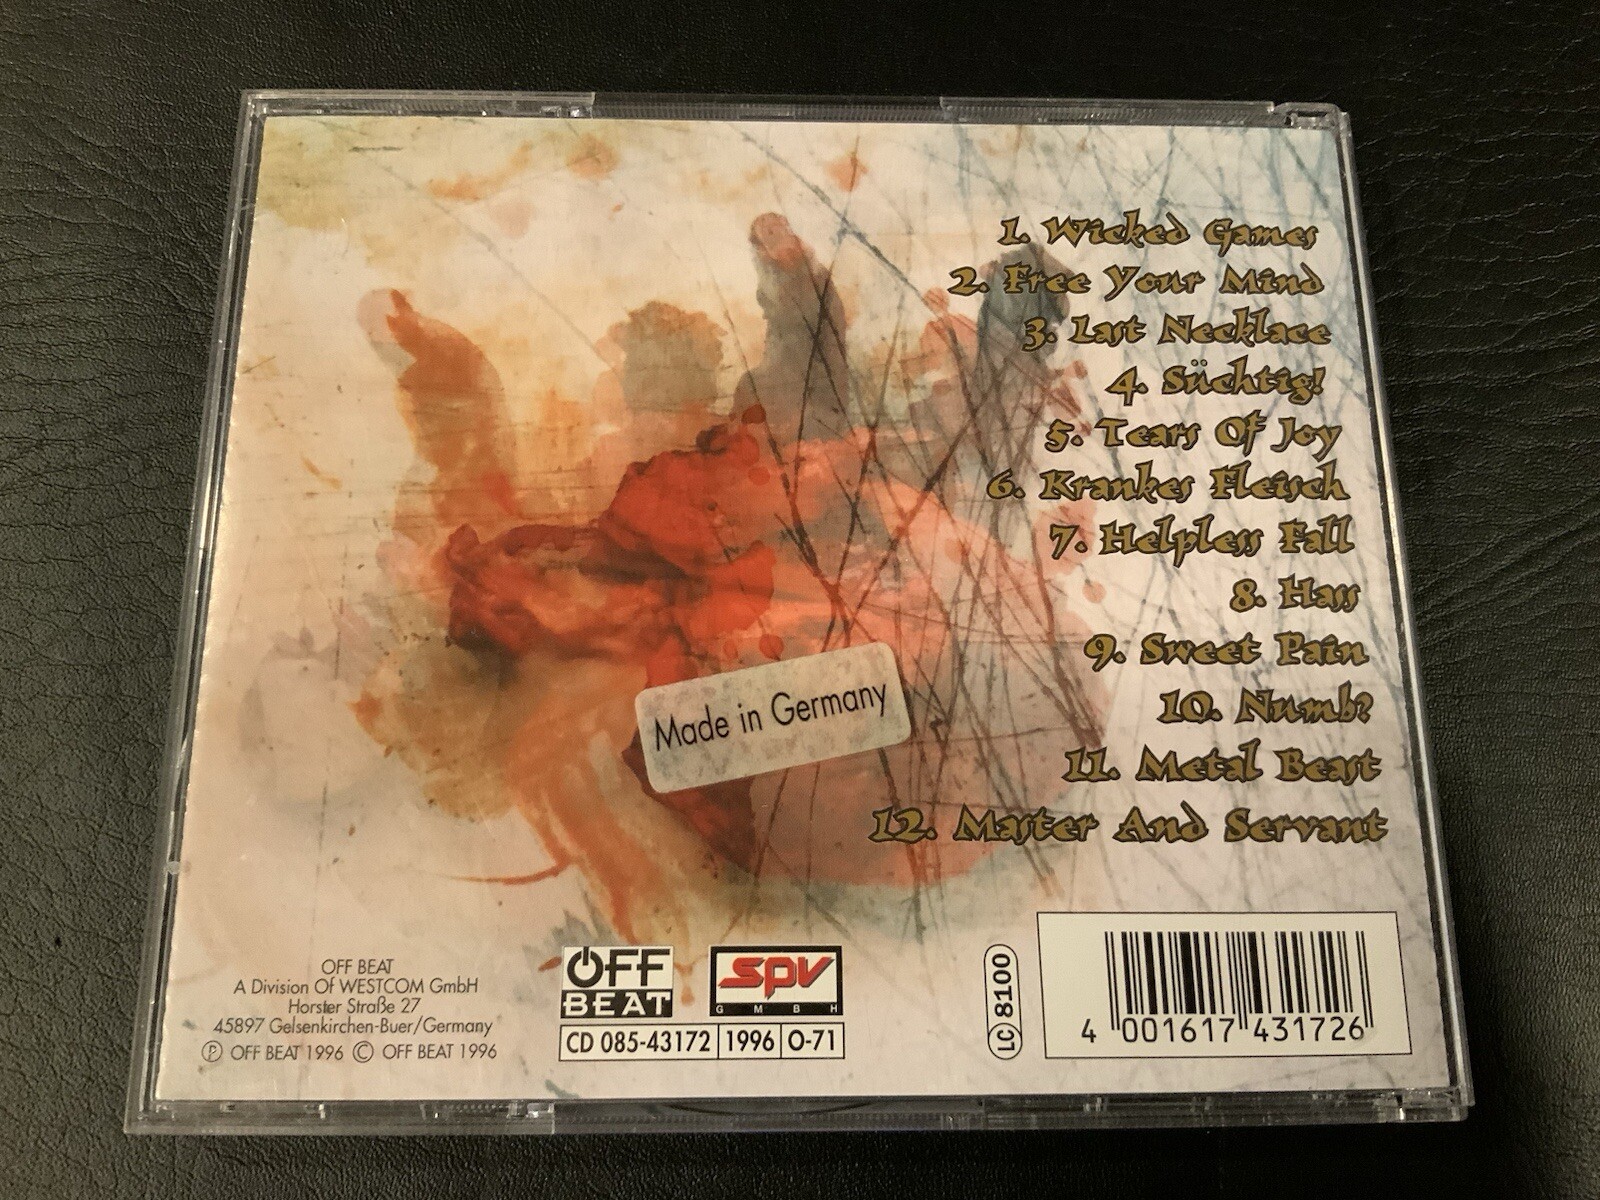 1. Wicked Games
2. Free Your Mind
3. Last Necklace
4. Süchtig!
5. Tears Of Joy
6. Krankes Fleisch
7. Helpless Fall
8. Hass
9. Sweet Pain
10. Numb?
11. Metal Beast
12. Master And Servant
Made in Germany
OFF BEAT
A Division Of WESTCOM GmbH
Horster Straße 27
45897 Gelsenkirchen-Buer/Germany
Ⓟ OFF BEAT 1996 © OFF BEAT 1996
OFF
BEAT
spv
GMBH
CD 085-43172 1996 O-71
LC 8100
4 001617 431726